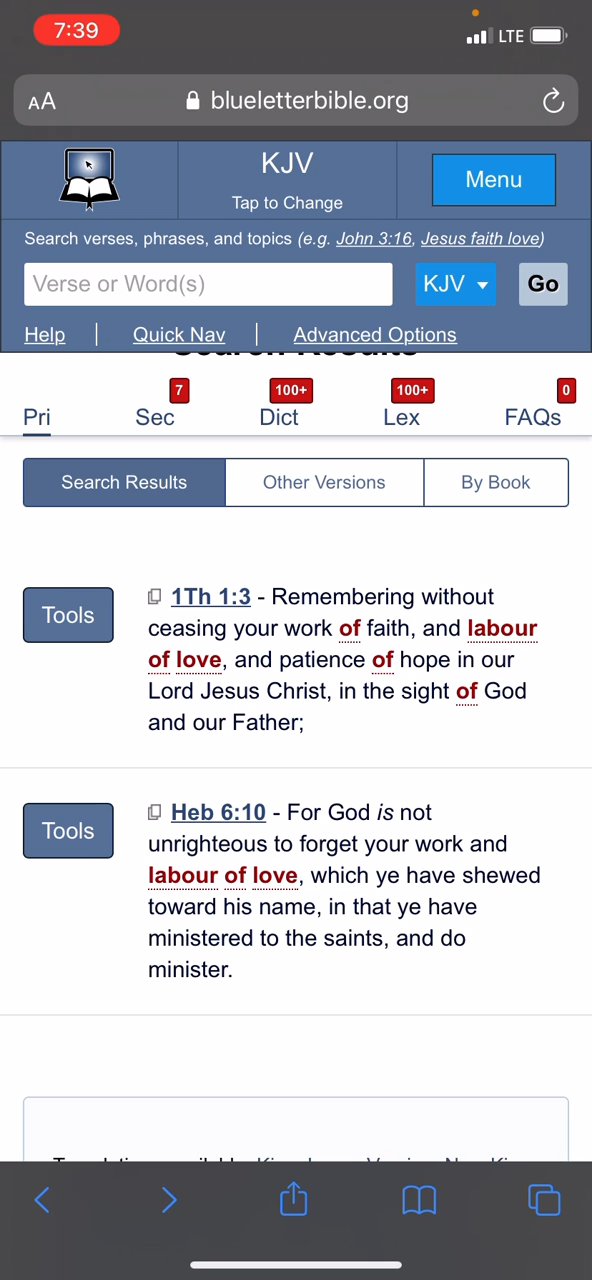 7:39
LTE
AA
blueletterbible.org
KJV
Tap to Change
Menu
Search verses, phrases, and topics (e.g. John 3:16, Jesus faith love)
Verse or Word(s)
KJV
Go
Help | Quick Nav | Advanced Options
Search Results
7
100+
100+
0
Pri
Sec
Dict
Lex
FAQs
Search Results
Other Versions
By Book
Tools
1Th 1:3 - Remembering without
ceasing your work of faith, and labour
of love, and patience of hope in our
Lord Jesus Christ, in the sight of God
and our Father;
Tools
Heb 6:10 - For God is not
unrighteous to forget your work and
labour of love, which ye have shewed
toward his name, in that ye have
ministered to the saints, and do
minister.